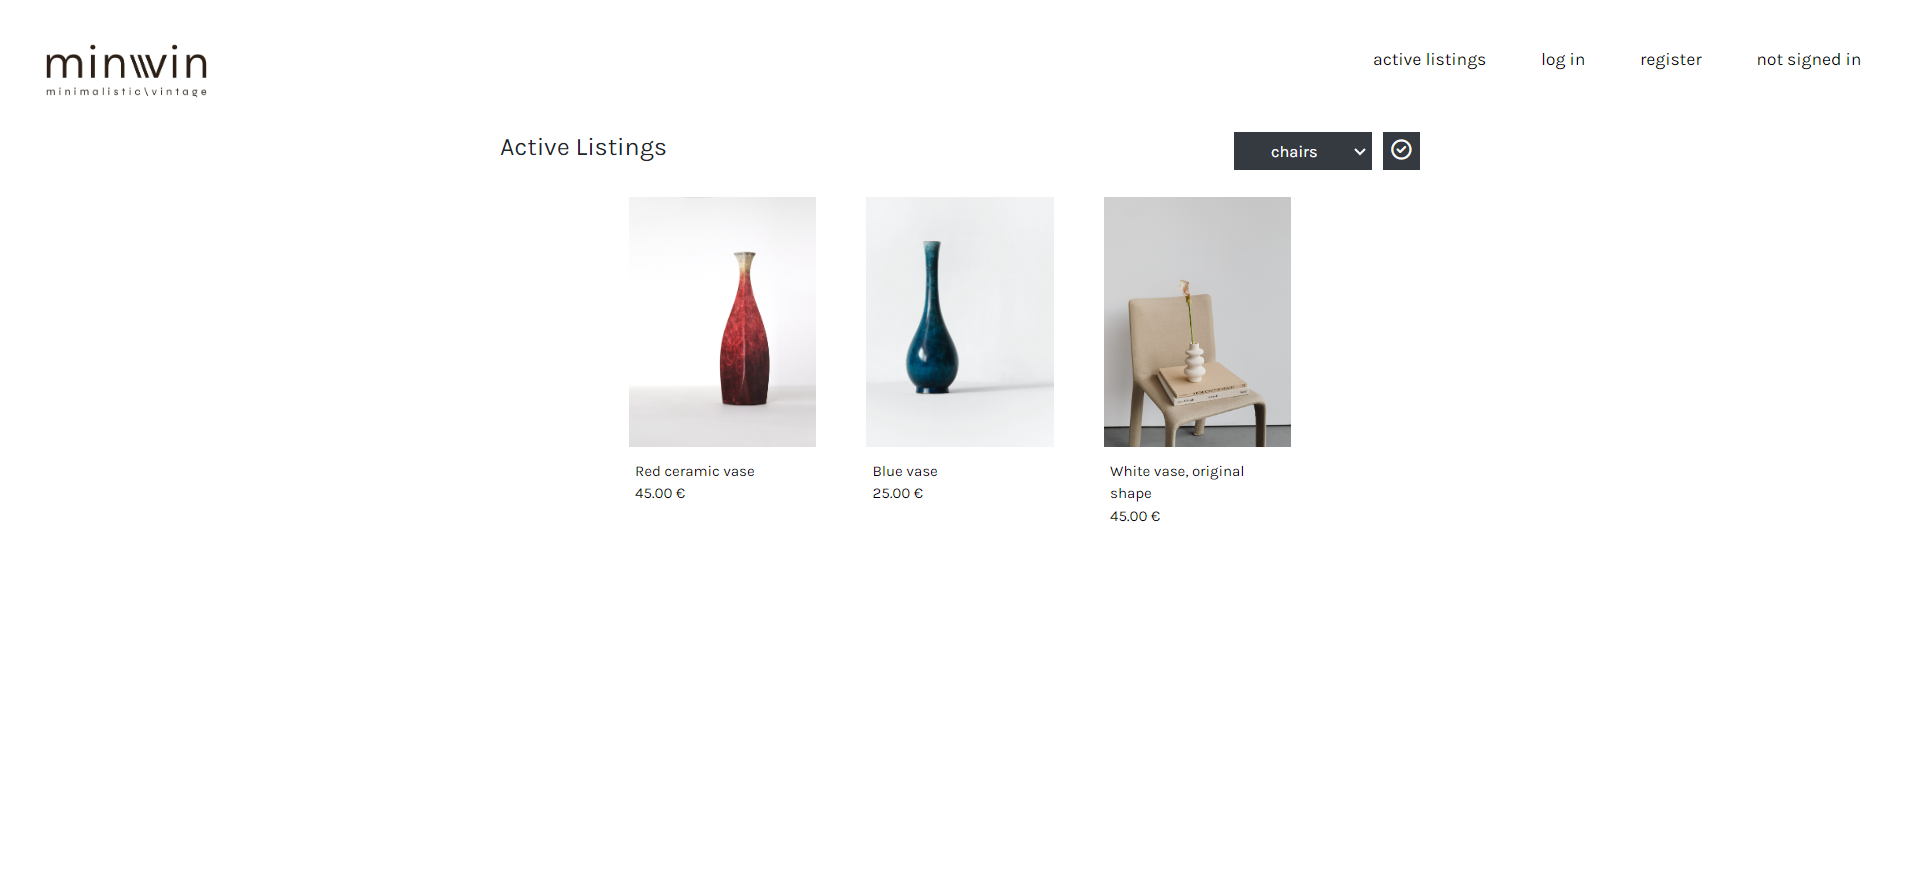 minwin
minimalistic\vintage
active listings
log in
register
not signed in
Active Listings
chairs
Red ceramic vase
45.00 €
Blue vase
25.00 €
White vase, original
shape
45.00 €